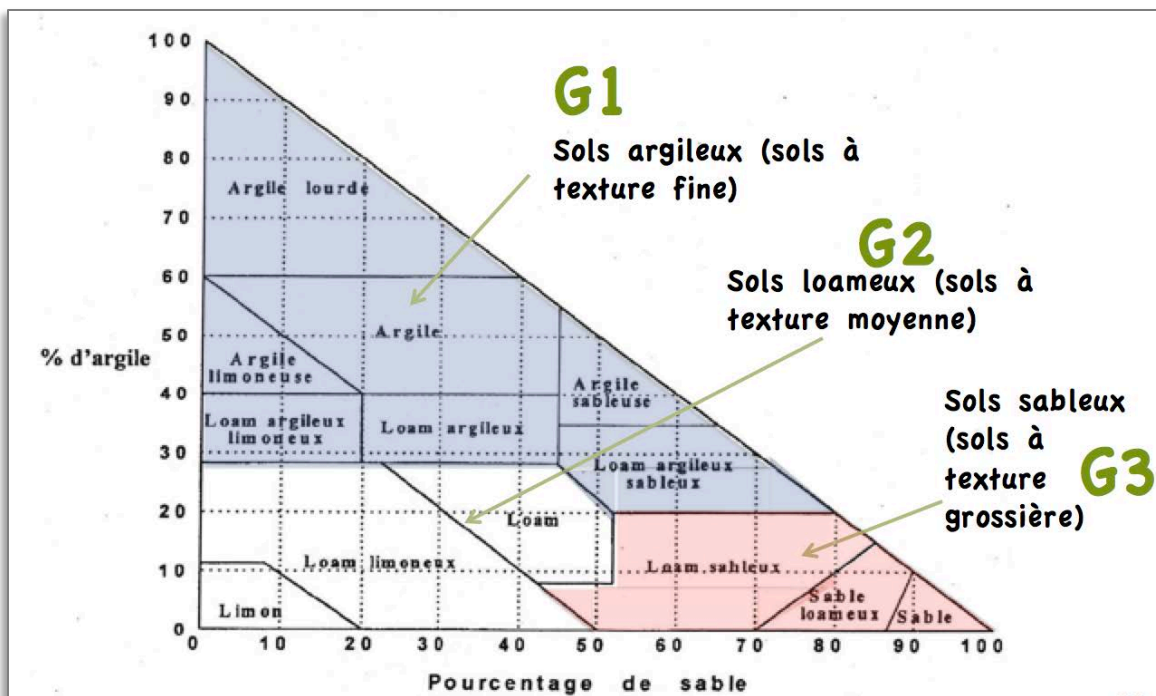 100
G1
90
Sols argileux (sols à
texture fine)
80
Argile lourde
70
G2
60
Sols loameux (sols à
texture moyenne)
50
Argile
% d'argile
Argile
limoneuse
Argile
sableuse
40
Sols sableux
(sols à
texture
grossière)
G3
Loam argileux
limoneux
Loam argileux
30
Loam argileux
sableux
20
Loam
10
Loam limoneux
Loam sableux
Limon
Sable
loameux
Sable
0
0 10 20 30 40 50 60 70 80 90 100
Pourcentage de sable